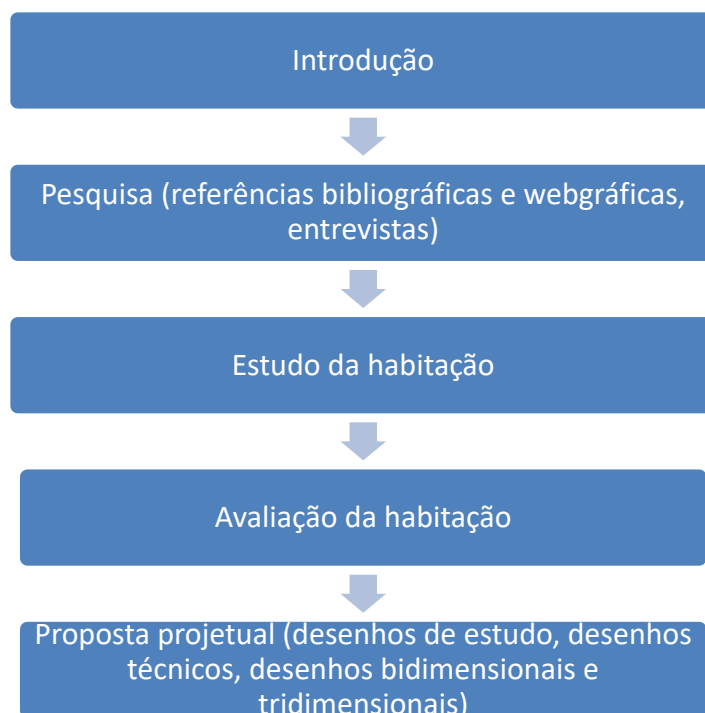 Introdução
Pesquisa (referências bibliográficas e webgráficas,
entrevistas)
Estudo da habitação
Avaliação da habitação
Proposta projetual (desenhos de estudo, desenhos
técnicos, desenhos bidimensionais e
tridimensionais)